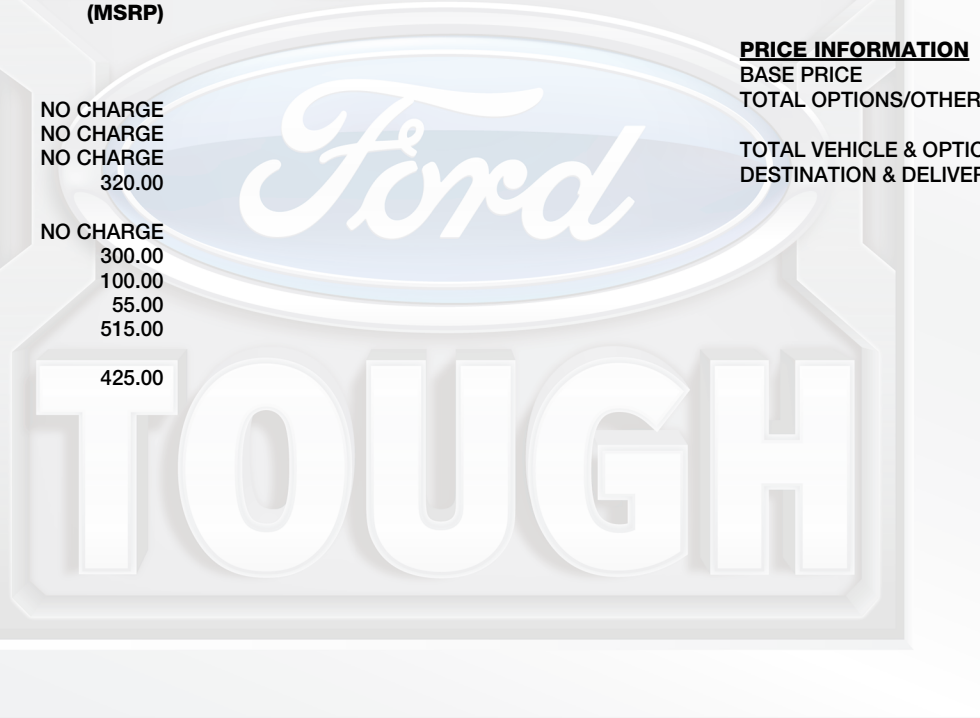 (MSRP)
NO CHARGE
NO CHARGE
NO CHARGE
320.00
NO CHARGE
300.00
100.00
55.00
515.00
425.00
PRICE INFORMATION
BASE PRICE
TOTAL OPTIONS/OTHER
TOTAL VEHICLE & OPTIO
DESTINATION & DELIVER
Ford
TOUGH